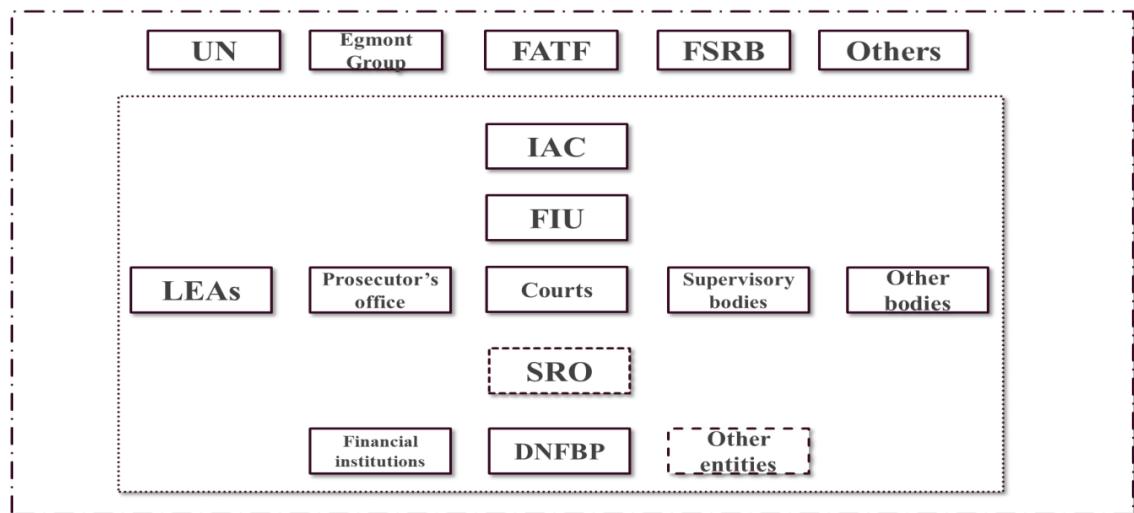 UN
Egmont
Group
FATF
FSRB
Others
IAC
FIU
LEAs
Prosecutor’s
office
Courts
Supervisory
bodies
Other
bodies
SRO
Financial
institutions
DNFBP
Other
entities